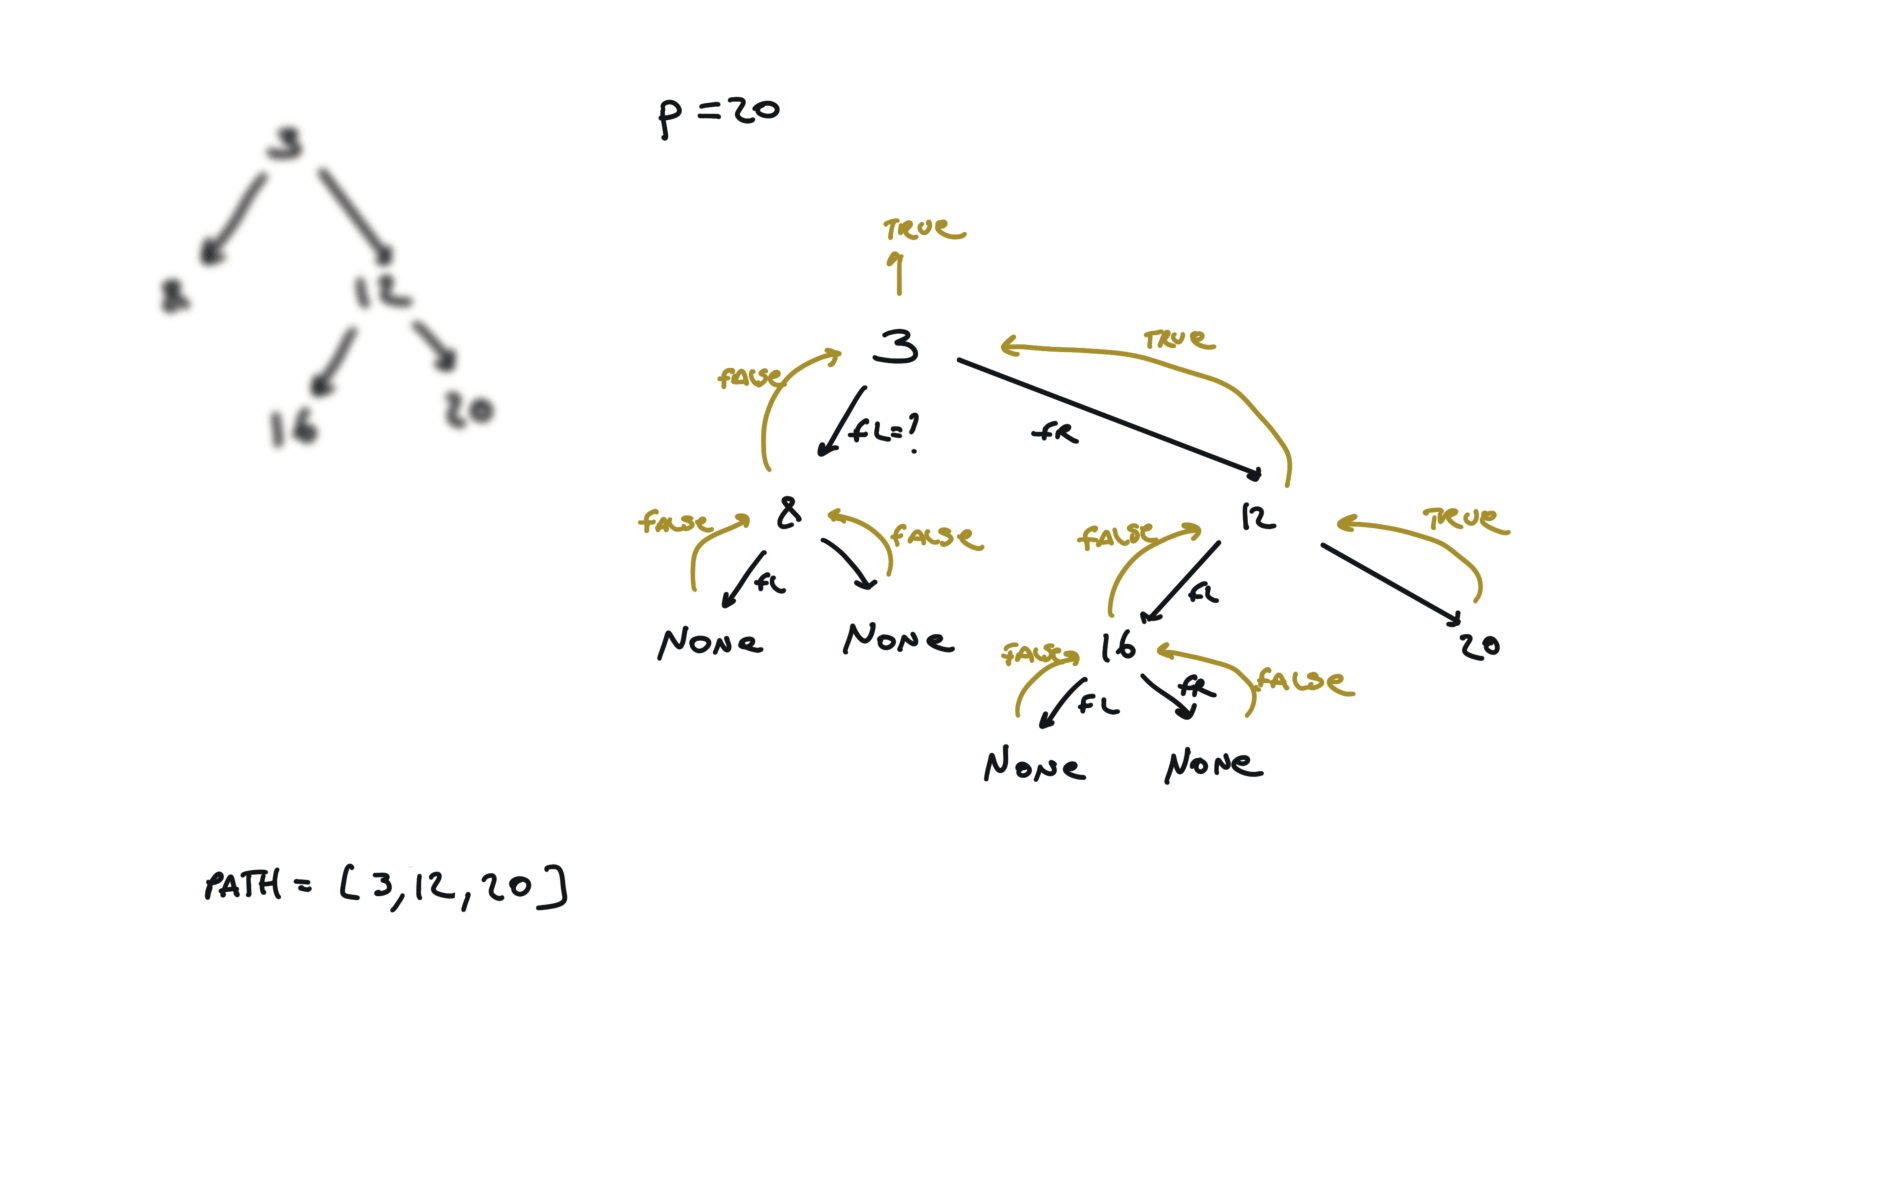 p = 20
3
8
12
16
20
TRUE
3
TRUE
fALSe
fL=?
fR
8
12
fALSe
fALSe
fALSe
TRUE
fL
fL
None
None
16
20
fALSe
fALSe
fL
fR
None
None
PATH = [3,12,20]